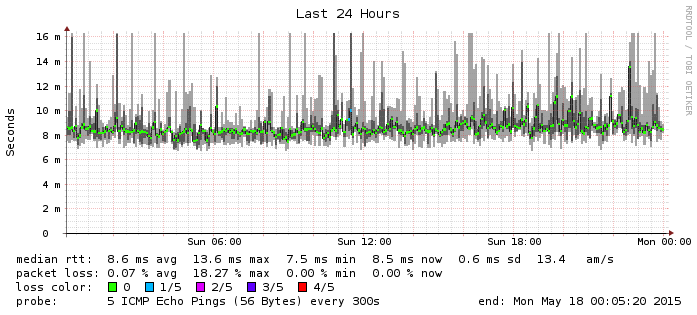 Last 24 Hours
RRDTOOL / TOBI OETIKER
Seconds
16 m
14 m
12 m
10 m
8 m
6 m
4 m
2 m
0
Sun 06:00 Sun 12:00 Sun 18:00 Mon 00:00
median rtt: 8.6 ms avg 13.6 ms max 7.5 ms min 8.5 ms now 0.6 ms sd 13.4 am/s
packet loss: 0.07 % avg 18.27 % max 0.00 % min 0.00 % now
loss color: 0 1/5 2/5 3/5 4/5
probe: 5 ICMP Echo Pings (56 Bytes) every 300s end: Mon May 18 00:05:20 2015